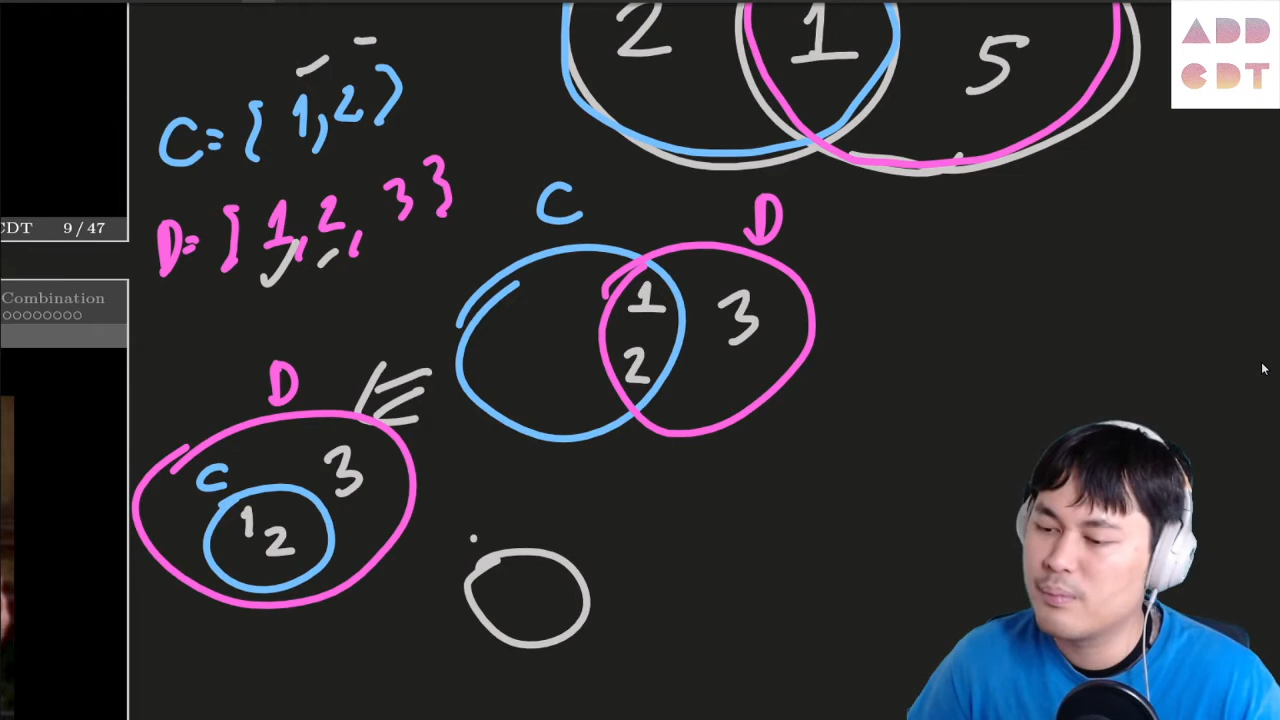 2 1 5
ADD
CDT
C={1,2}
D={1,2,3}
CDT 9/47
Combination
C D
1 3
2
D
C 3
1 2